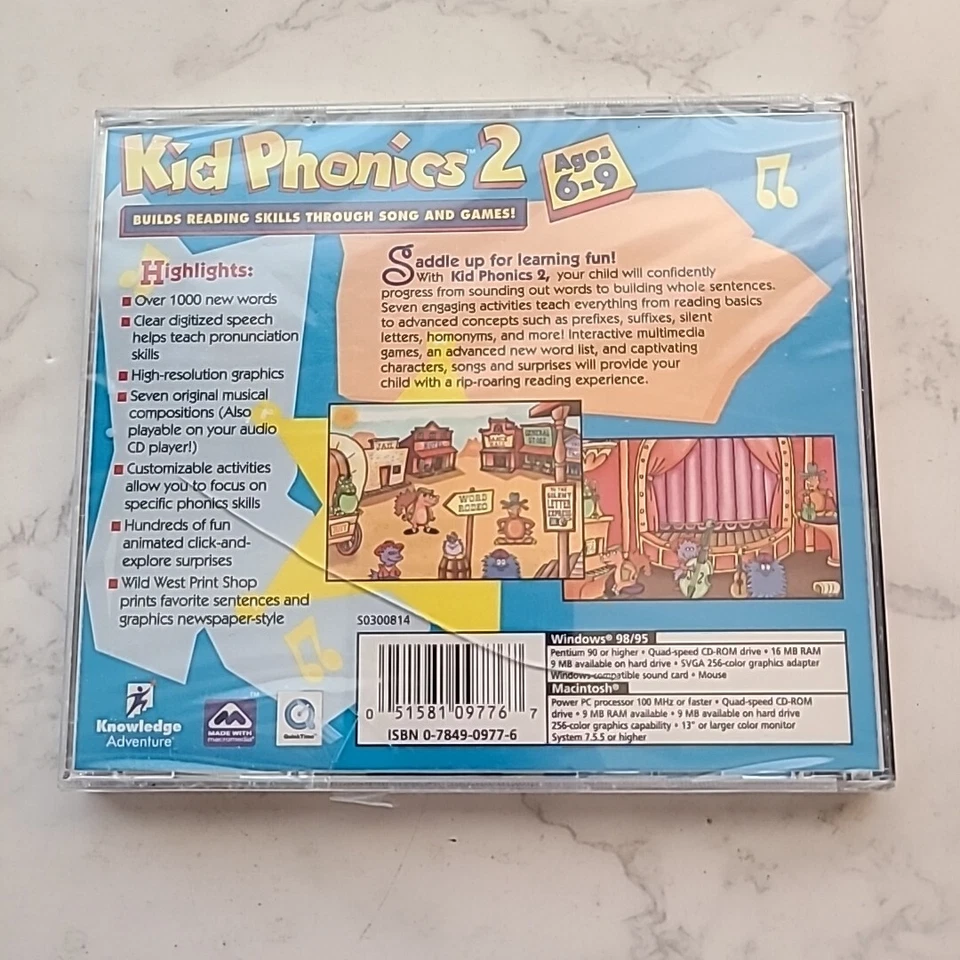 Kid Phonics™ 2
Ages
6-9
BUILDS READING SKILLS THROUGH SONG AND GAMES!
Highlights:
Over 1000 new words
Clear digitized speech
helps teach pronunciation
skills
High-resolution graphics
Seven original musical
compositions (Also
playable on your audio
CD player!)
Customizable activities
allow you to focus on
specific phonics skills
Hundreds of fun
animated click-and-
explore surprises
Wild West Print Shop
prints favorite sentences and
graphics newspaper-style
Saddle up for learning fun!
With Kid Phonics 2, your child will confidently
progress from sounding out words to building whole sentences.
Seven engaging activities teach everything from reading basics
to advanced concepts such as prefixes, suffixes, silent
letters, homonyms, and more! Interactive multimedia
games, an advanced new word list, and captivating
characters, songs and surprises will provide your
child with a rip-roaring reading experience.
JAIL
HOTEL
GENERAL
STORE
WORD
RODEO
TO THE
SILENT
LETTER
EXPRESS
S0300814
0 51581 09776 7
ISBN 0-7849-0977-6
Windows® 98/95
Pentium 90 or higher • Quad-speed CD-ROM drive • 16 MB RAM
9 MB available on hard drive • SVGA 256-color graphics adapter
Windows-compatible sound card • Mouse
Macintosh®
Power PC processor 100 MHz or faster • Quad-speed CD-ROM
drive • 9 MB RAM available • 9 MB available on hard drive
256-color graphics capability • 13" or larger color monitor
System 7.5.5 or higher
Knowledge
Adventure™
™
MADE WITH
macromedia®
QuickTime™